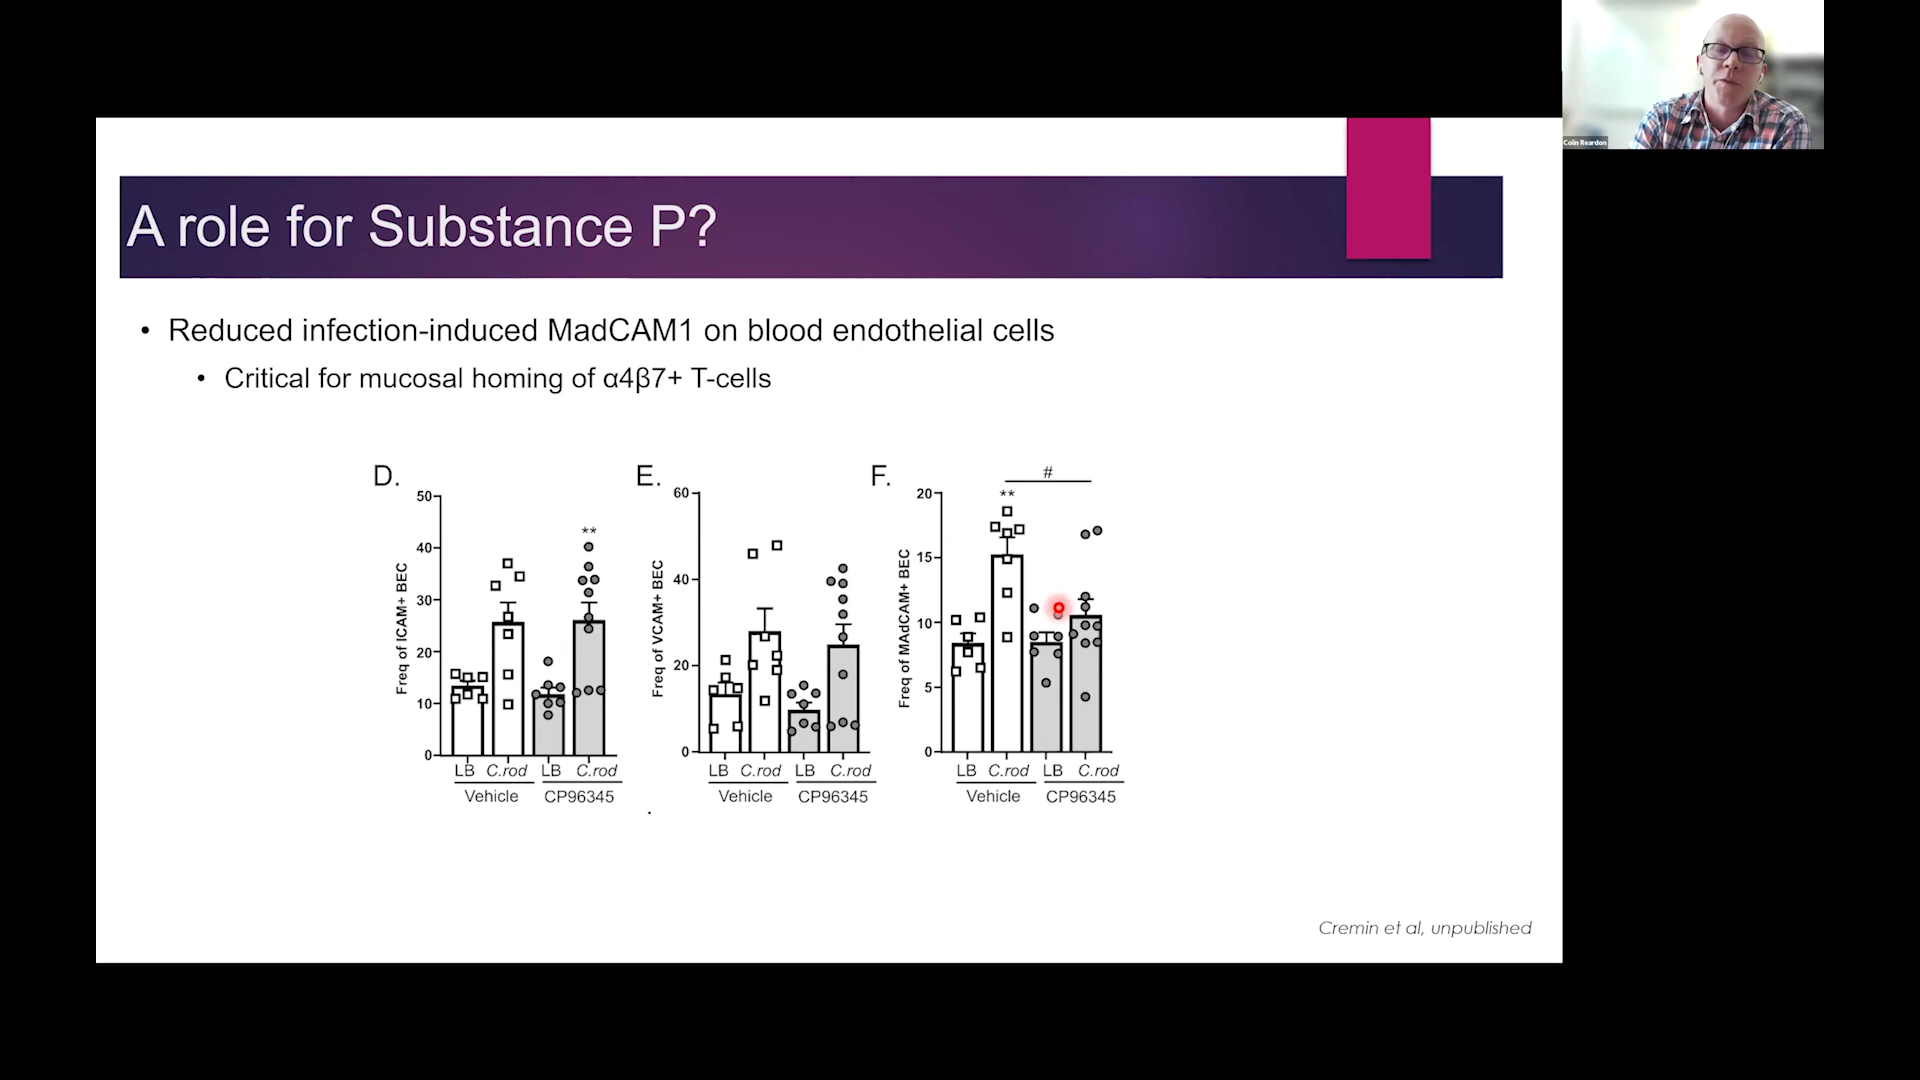 Colin Reardon
A role for Substance P?
• Reduced infection-induced MadCAM1 on blood endothelial cells
• Critical for mucosal homing of α4β7+ T-cells
D.
Freq of ICAM+ BEC
50
40
30
20
10
0
**
LB C.rod LB C.rod
Vehicle CP96345
E.
Freq of VCAM+ BEC
60
40
20
0
LB C.rod LB C.rod
Vehicle CP96345
.
F.
Freq of MAdCAM+ BEC
20
15
10
5
0
#
**
LB C.rod LB C.rod
Vehicle CP96345
Cremin et al, unpublished